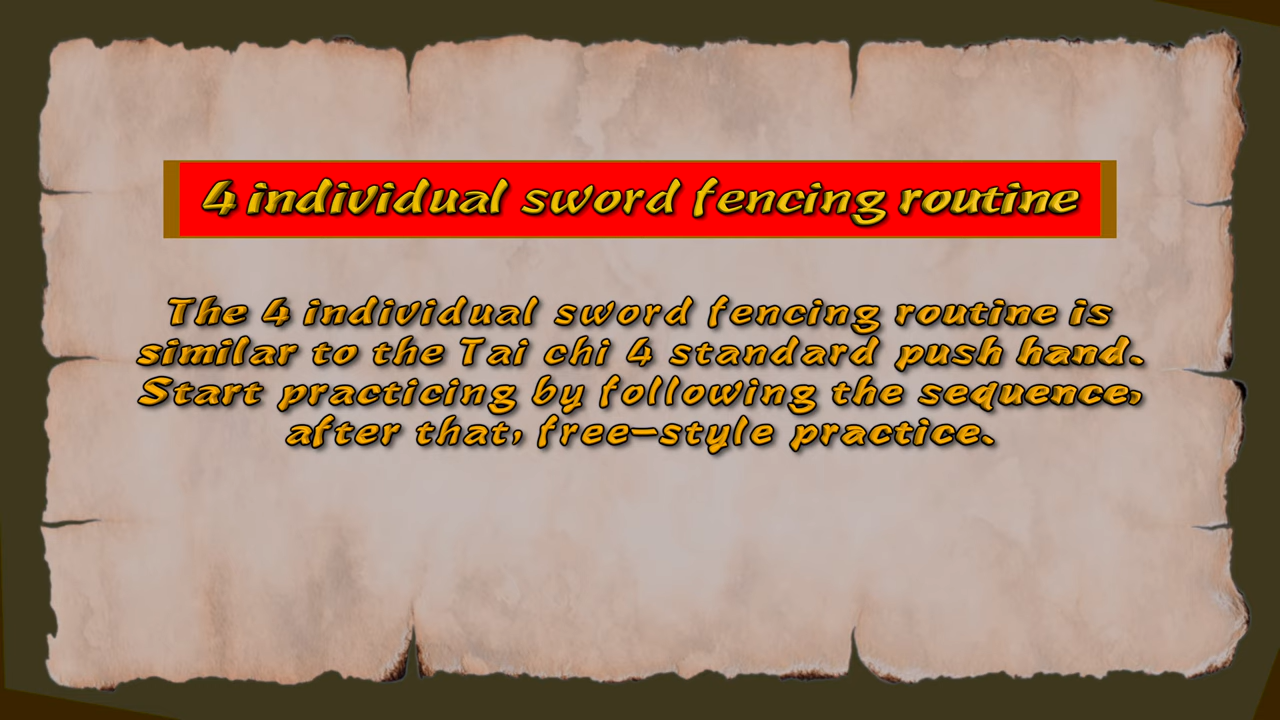 4 individual sword fencing routine
The 4 individual sword fencing routine is
similar to the Tai chi 4 standard push hand.
Start practicing by following the sequence,
after that, free-style practice.